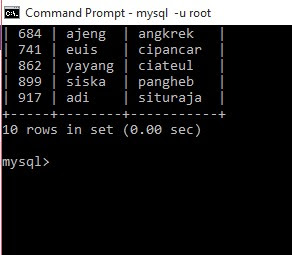 Command Prompt - mysql -u root
| 684 | ajeng | angkrek |
| 741 | euis | cipancar |
| 862 | yayang | ciateul |
| 899 | siska | pangheb |
| 917 | adi | situraja |
+-----+--------+-----------+
10 rows in set (0.00 sec)
mysql>